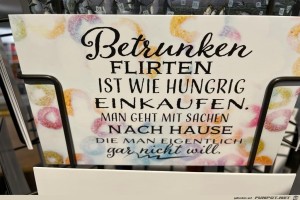 Betrunken
FLIRTEN
IST WIE HUNGRIG
EINKAUFEN.
MAN GEHT MIT SACHEN
NACH HAUSE
DIE MAN EIGENTLICH
gar nicht will.